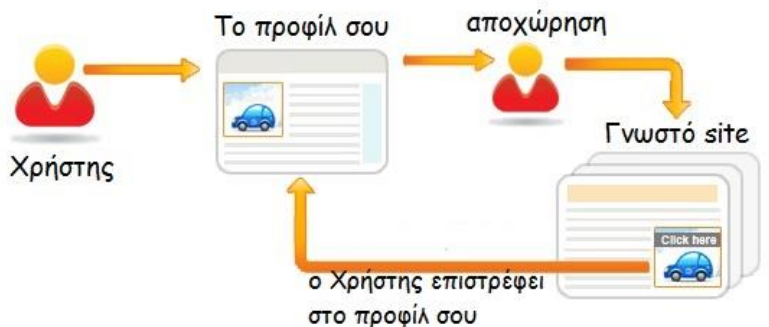 Το προφίλ σου
αποχώρηση
Χρήστης
Γνωστό site
Click here
ο Χρήστης επιστρέφει
στο προφίλ σου